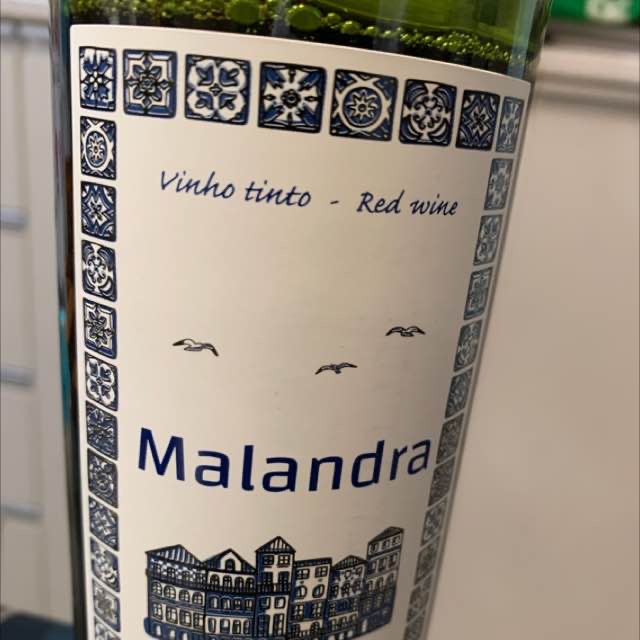 Vinho tinto - Red wine
Malandra